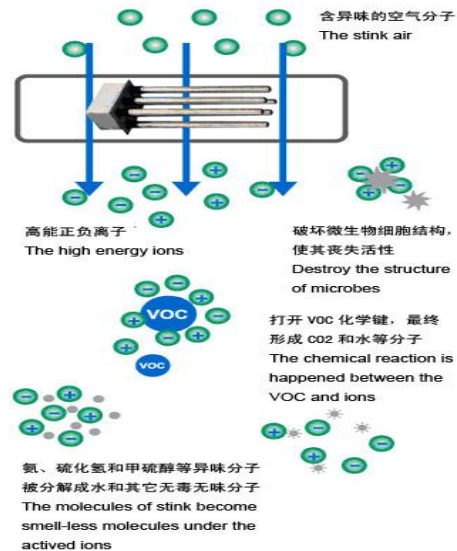 含异味的空气分子
The stink air
高能正负离子
The high energy ions
破坏微生物细胞结构，
使其丧失活性
Destroy the structure
of microbes
VOC
VOC
打开 VOC 化学键，最终
形成 CO2 和水等分子
The chemical reaction is
happened between the
VOC and ions
氨、硫化氢和甲硫醇等异味分子
被分解成水和其它无毒无味分子
The molecules of stink become
smell-less molecules under the
actived ions